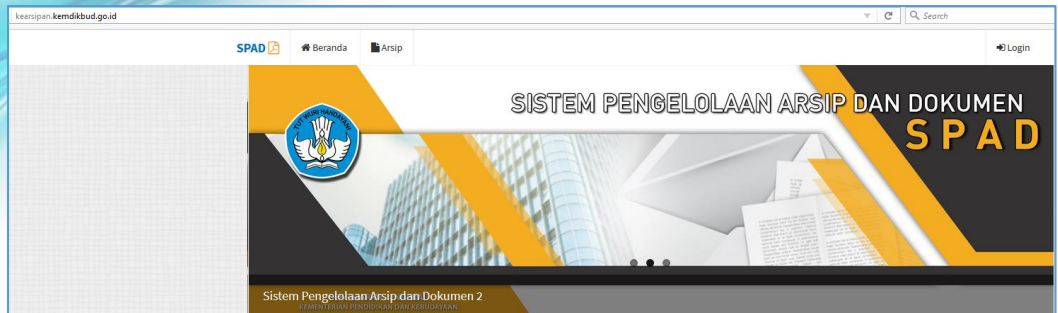 kearsipan.kemdikbud.go.id
Search
SPAD
Beranda
Arsip
Login
TUT WURI HANDAYANI
SISTEM PENGELOLAAN ARSIP DAN DOKUMEN
SPAD
Sistem Pengelolaan Arsip dan Dokumen 2
KEMENTERIAN PENDIDIKAN DAN KEBUDAYAAN